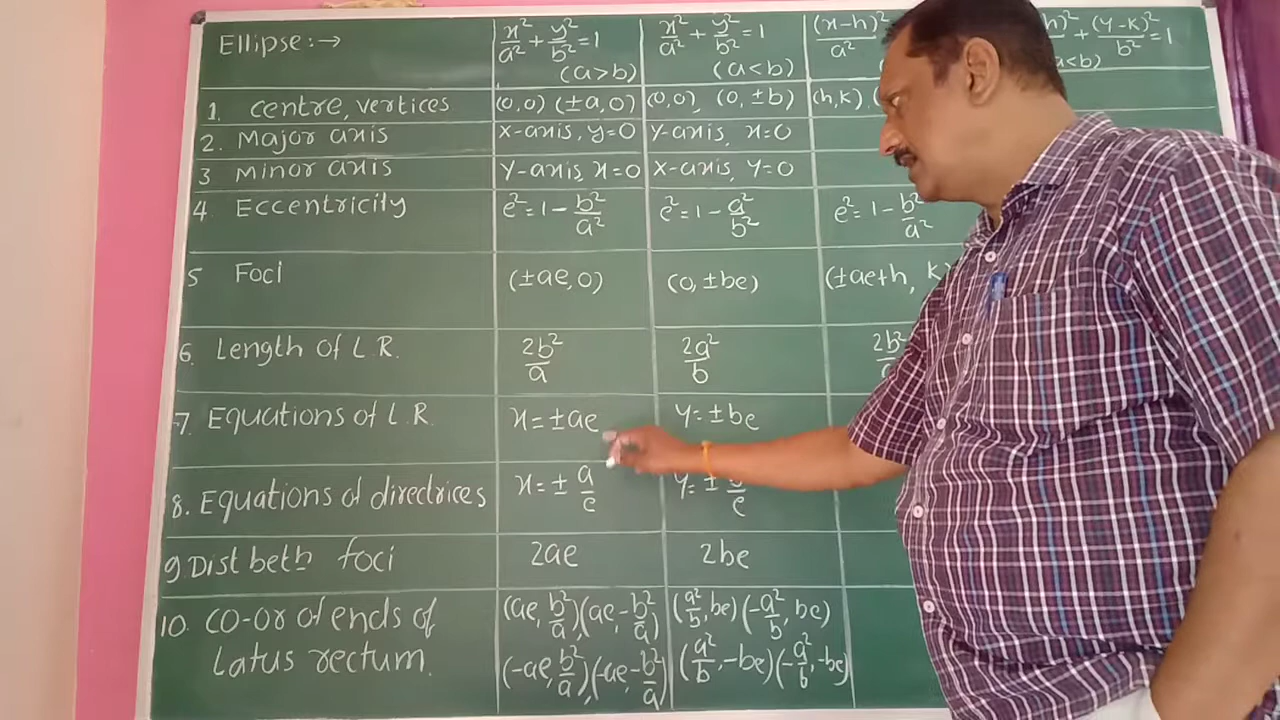 Ellipse:→ x²/a² + y²/b² = 1 (a>b) x²/a² + y²/b² = 1 (a<b) (x-h)²/a² h)² + (y-k)²/b² = 1 <b)
1. centre, vertices (0,0) (±a,0) (0,0), (0,±b) (h,k)
2. Major axis x-axis, y=0 y-axis, x=0
3 minor axis y-axis, x=0 x-axis, y=0
4 Eccentricity e²=1-b²/a² e²=1-a²/b² e²=1-b²/a²
5 Foci (±ae,0) (0,±be) (±ae+h, k)
6. Length of L.R. 2b²/a 2a²/b 2b²
7 Equations of L.R. x=±ae y=±be
8. Equations of directrices x=±a/e y=±
9 Dist betn foci 2ae 2be
10. co-or of ends of (ae, b²/a),(ae-b²/a) (a²/b, be)(-a²/b, be)
Latus rectum. (-ae, b²/a),(-ae-b²/a) (a²/b, -be)(-a²/b, -be)